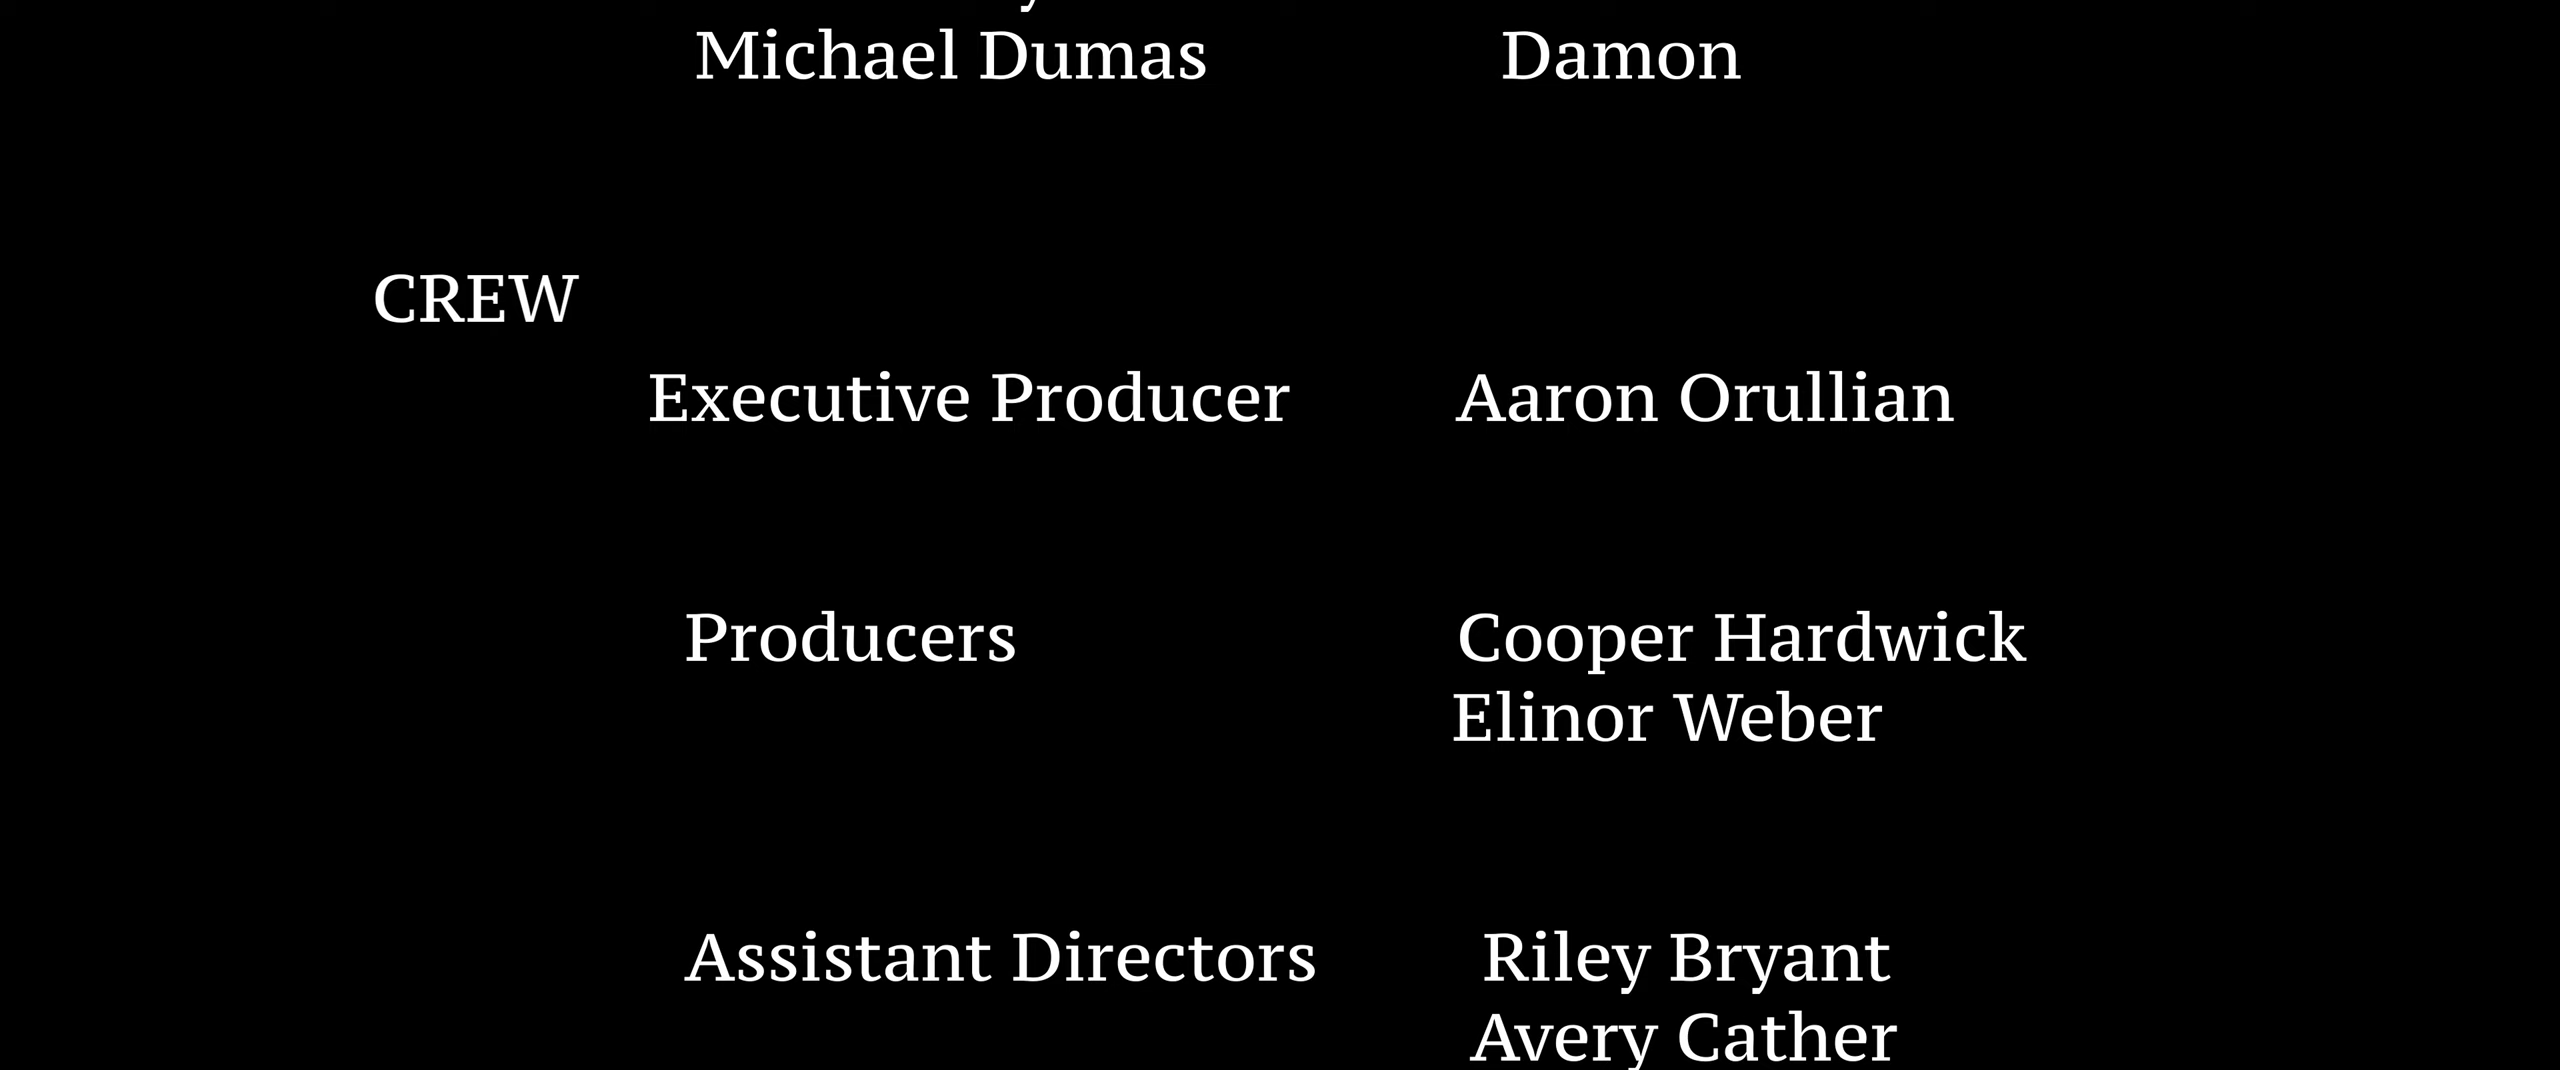 Michael Dumas Damon
CREW
Executive Producer Aaron Orullian
Producers Cooper Hardwick
Elinor Weber
Assistant Directors Riley Bryant
Avery Cather